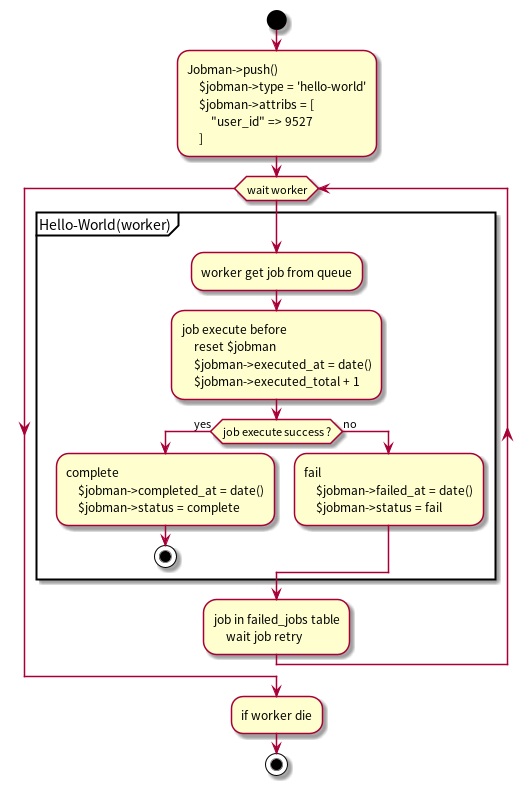 Jobman->push()
$jobman->type = 'hello-world'
$jobman->attribs = [
"user_id" => 9527
]
wait worker
Hello-World(worker)
worker get job from queue
job execute before
reset $jobman
$jobman->executed_at = date()
$jobman->executed_total + 1
yes
job execute success ?
no
complete
$jobman->completed_at = date()
$jobman->status = complete
fail
$jobman->failed_at = date()
$jobman->status = fail
job in failed_jobs table
wait job retry
if worker die